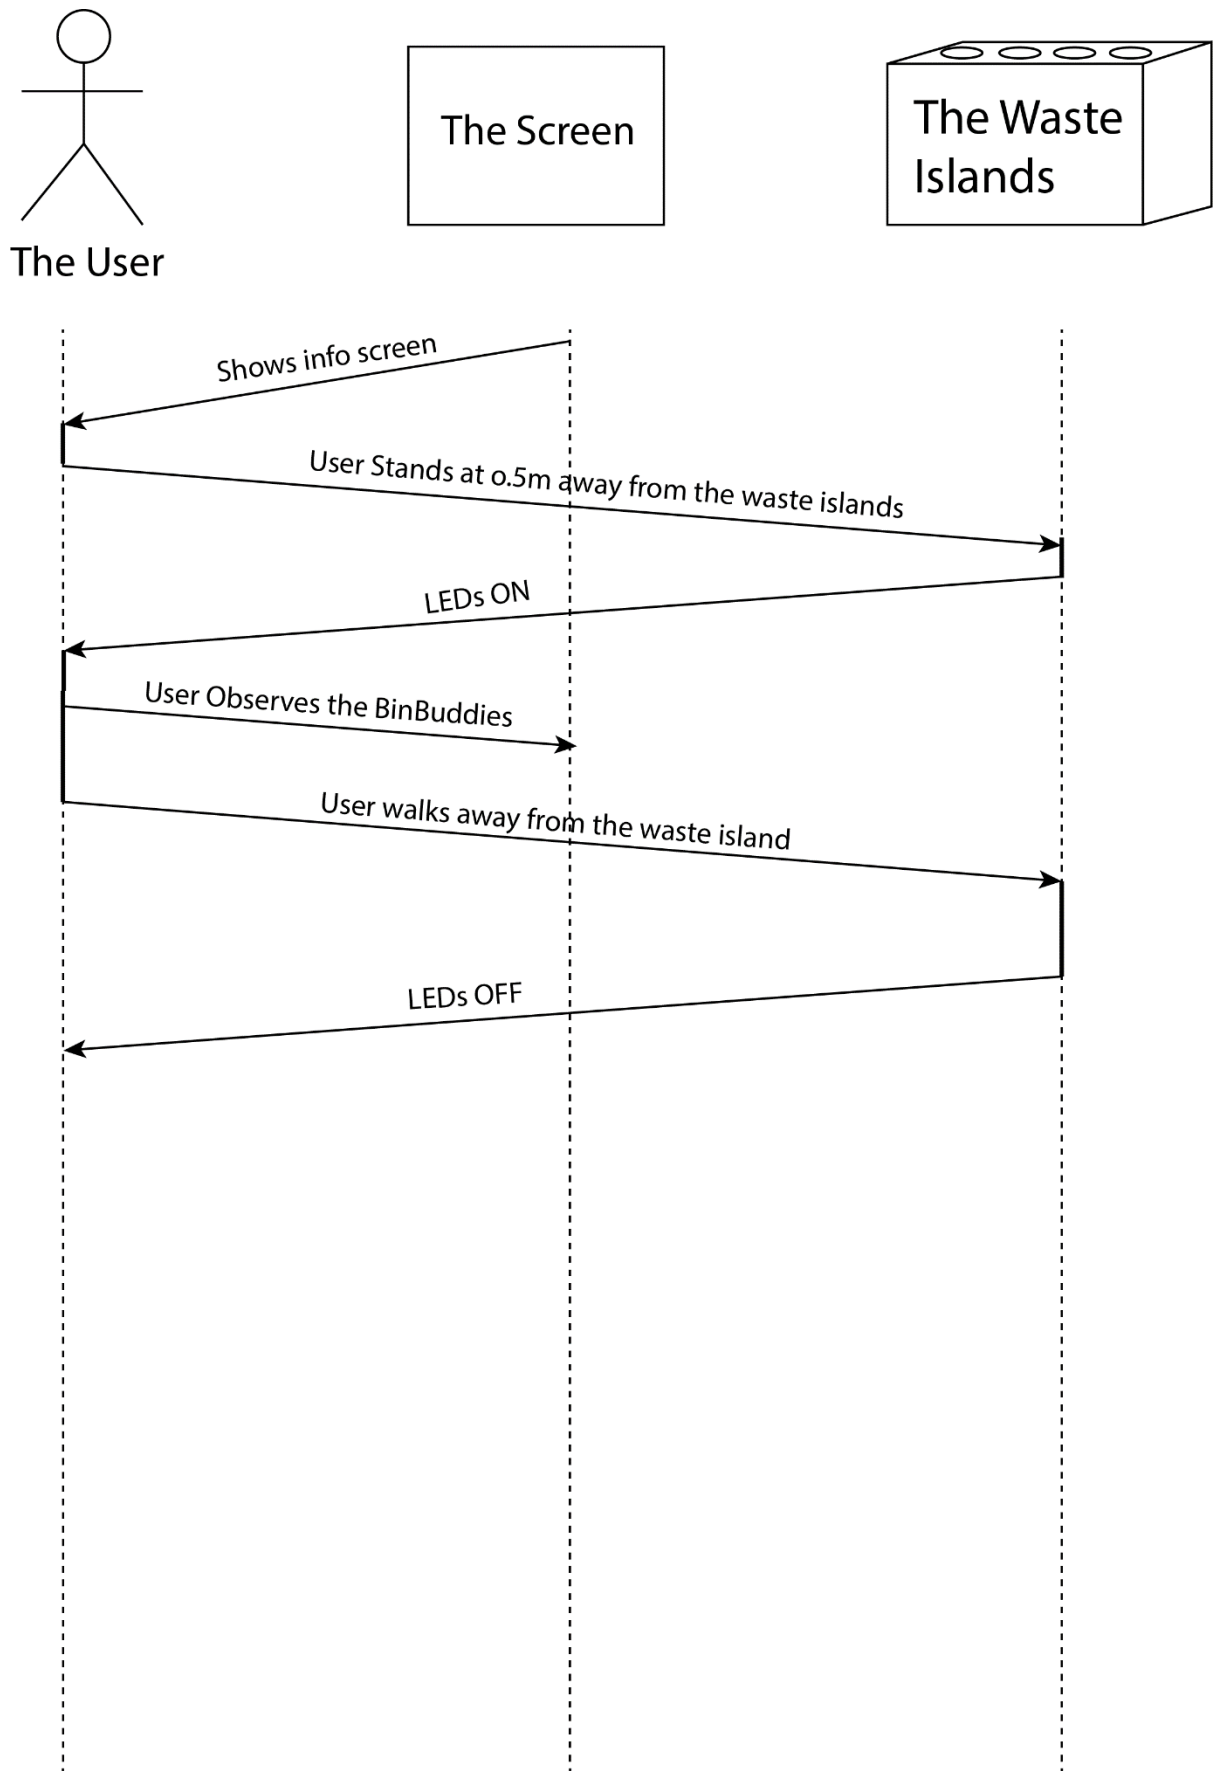 The Screen
The Waste
Islands
The User
Shows info screen
User Stands at o.5m away from the waste islands
LEDs ON
User Observes the BinBuddies
User walks away from the waste island
LEDs OFF